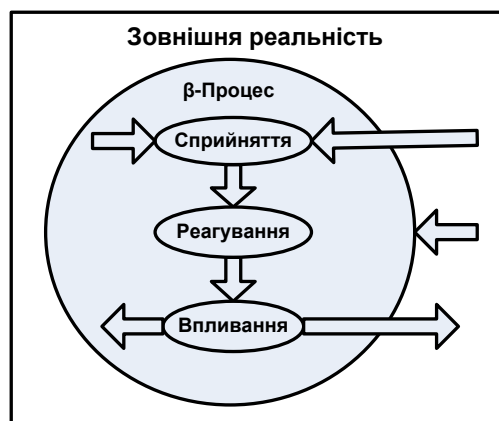 Зовнішня реальність
β-Процес
Сприйняття
Реагування
Впливання